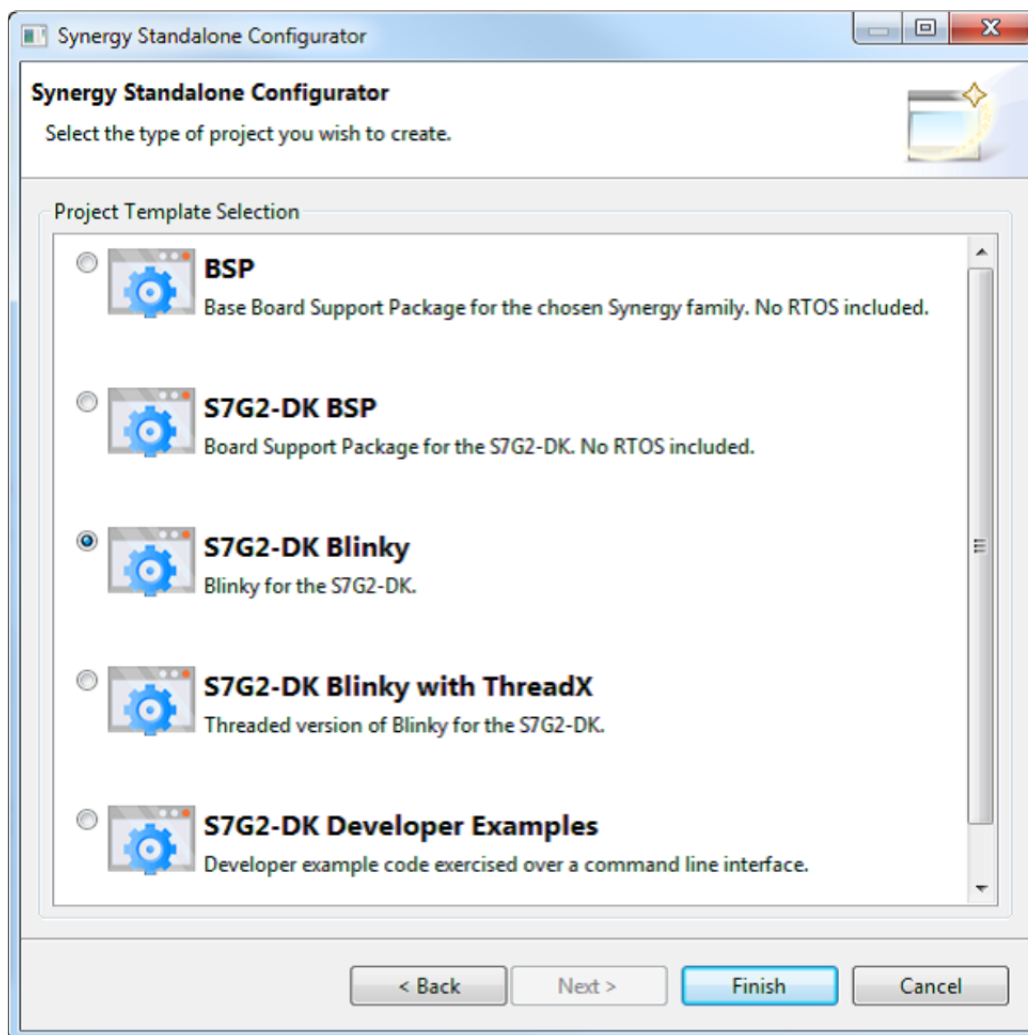 Synergy Standalone Configurator
Synergy Standalone Configurator
Select the type of project you wish to create.
Project Template Selection
BSP
Base Board Support Package for the chosen Synergy family. No RTOS included.
S7G2-DK BSP
Board Support Package for the S7G2-DK. No RTOS included.
S7G2-DK Blinky
Blinky for the S7G2-DK.
S7G2-DK Blinky with ThreadX
Threaded version of Blinky for the S7G2-DK.
S7G2-DK Developer Examples
Developer example code exercised over a command line interface.
< Back Next > Finish Cancel